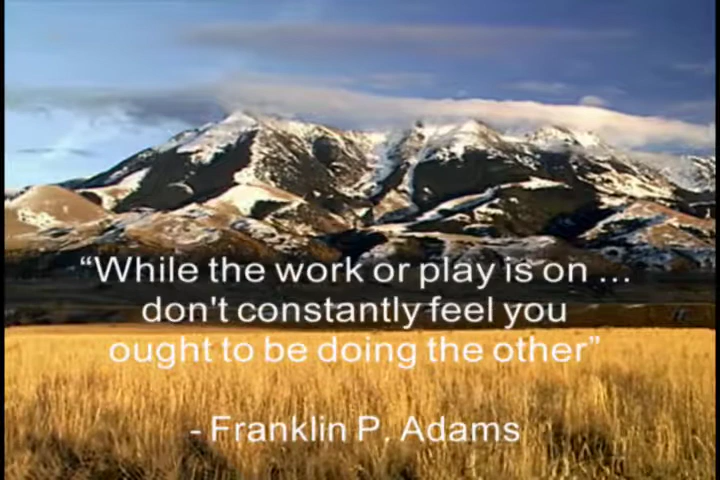 “While the work or play is on ...
don't constantly feel you
ought to be doing the other”
- Franklin P. Adams